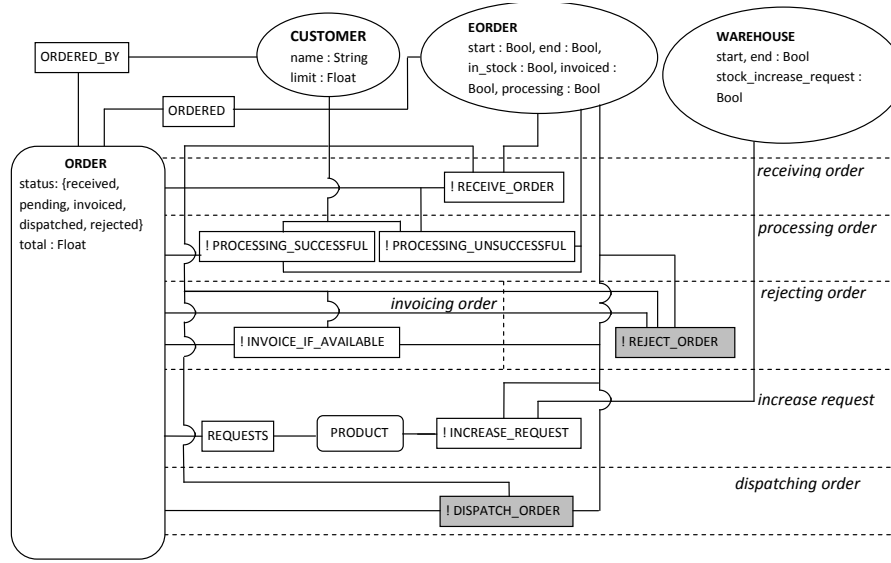 CUSTOMER
name : String
limit : Float
EORDER
start : Bool, end : Bool,
in_stock : Bool, invoiced :
Bool, processing : Bool
WAREHOUSE
start, end : Bool
stock_increase_request :
Bool
ORDERED_BY
ORDERED
ORDER
status: {received,
pending, invoiced,
dispatched, rejected}
total : Float
receiving order
! RECEIVE_ORDER
processing order
! PROCESSING_SUCCESSFUL
! PROCESSING_UNSUCCESSFUL
rejecting order
invoicing order
! INVOICE_IF_AVAILABLE
! REJECT_ORDER
increase request
REQUESTS
PRODUCT
! INCREASE_REQUEST
dispatching order
! DISPATCH_ORDER